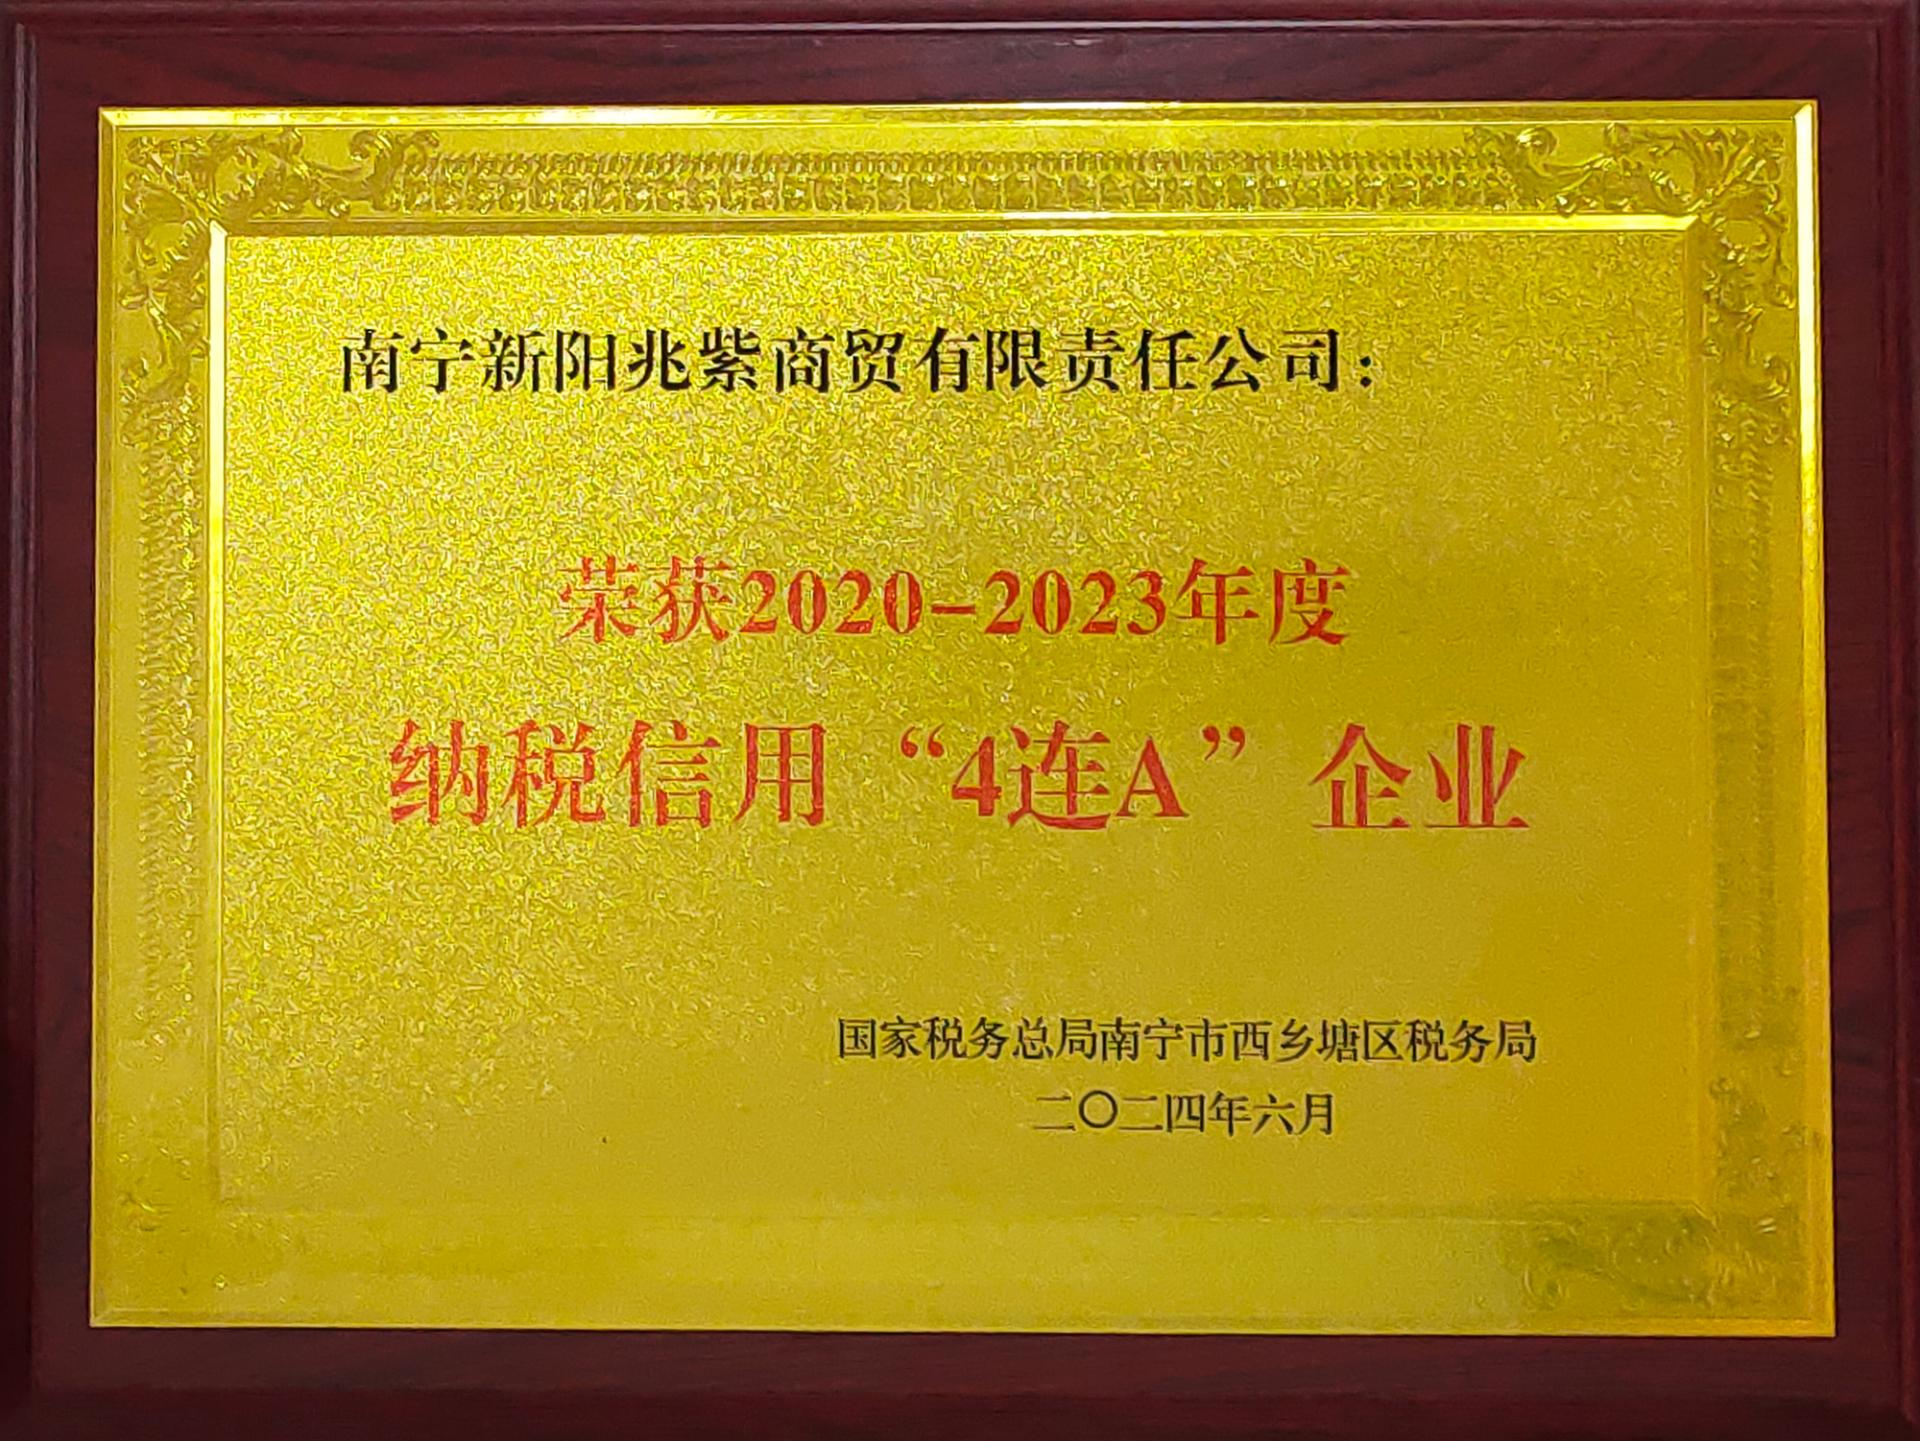 南宁新阳兆紫商贸有限责任公司：
荣获2020-2023年度
纳税信用“4连A”企业
国家税务总局南宁市西乡塘区税务局
二〇二四年六月